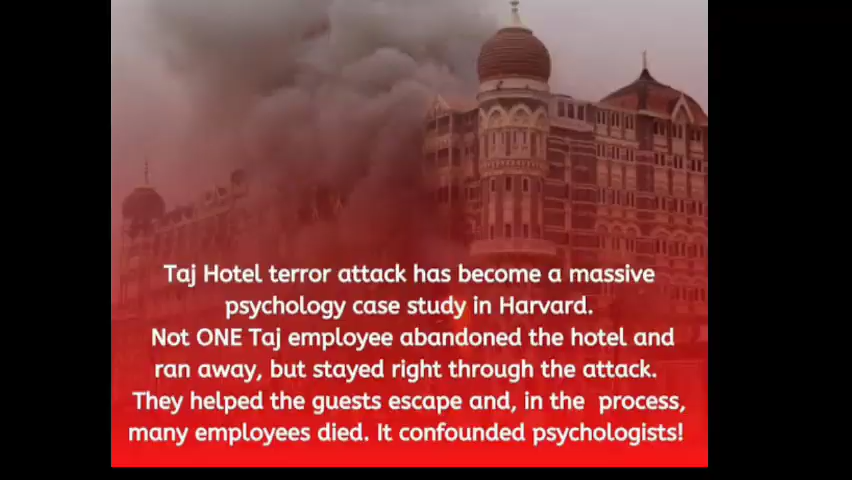 Taj Hotel terror attack has become a massive
psychology case study in Harvard.
Not ONE Taj employee abandoned the hotel and
ran away, but stayed right through the attack.
They helped the guests escape and, in the process,
many employees died. It confounded psychologists!